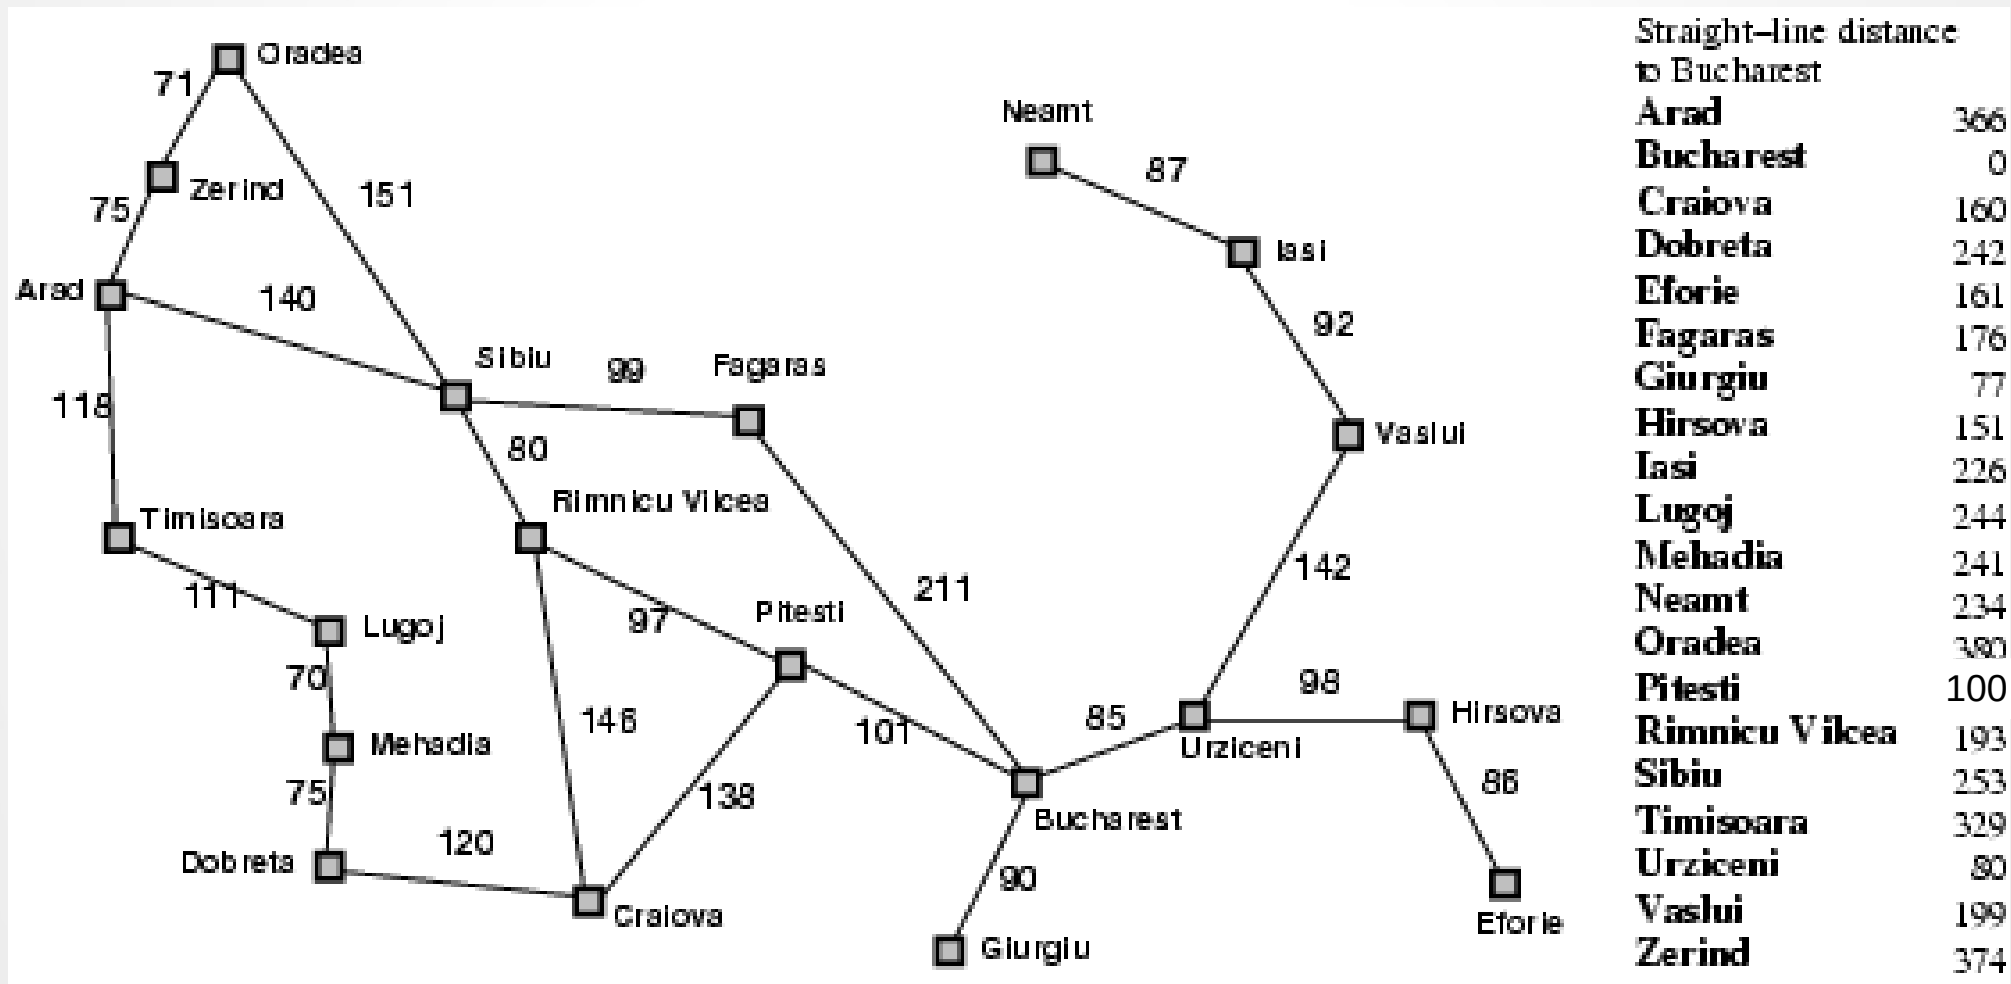 Oradea
71
Neamt
87
Zerind
151
75
Iasi
Arad
140
92
Sibiu
99
Fagaras
118
80
Vaslui
Rimnicu Vilcea
Timisoara
142
111
211
97
Pitesti
Lugoj
70
98
146
101
85
Hirsova
Mehadia
Urziceni
138
86
75
Bucharest
120
Dobreta
90
Craiova
Eforie
Giurgiu
Straight-line distance
to Bucharest
Arad 366
Bucharest 0
Craiova 160
Dobreta 242
Eforie 161
Fagaras 176
Giurgiu 77
Hirsova 151
Iasi 226
Lugoj 244
Mehadia 241
Neamt 234
Oradea 380
Pitesti 100
Rimnicu Vilcea 193
Sibiu 253
Timisoara 329
Urziceni 80
Vaslui 199
Zerind 374